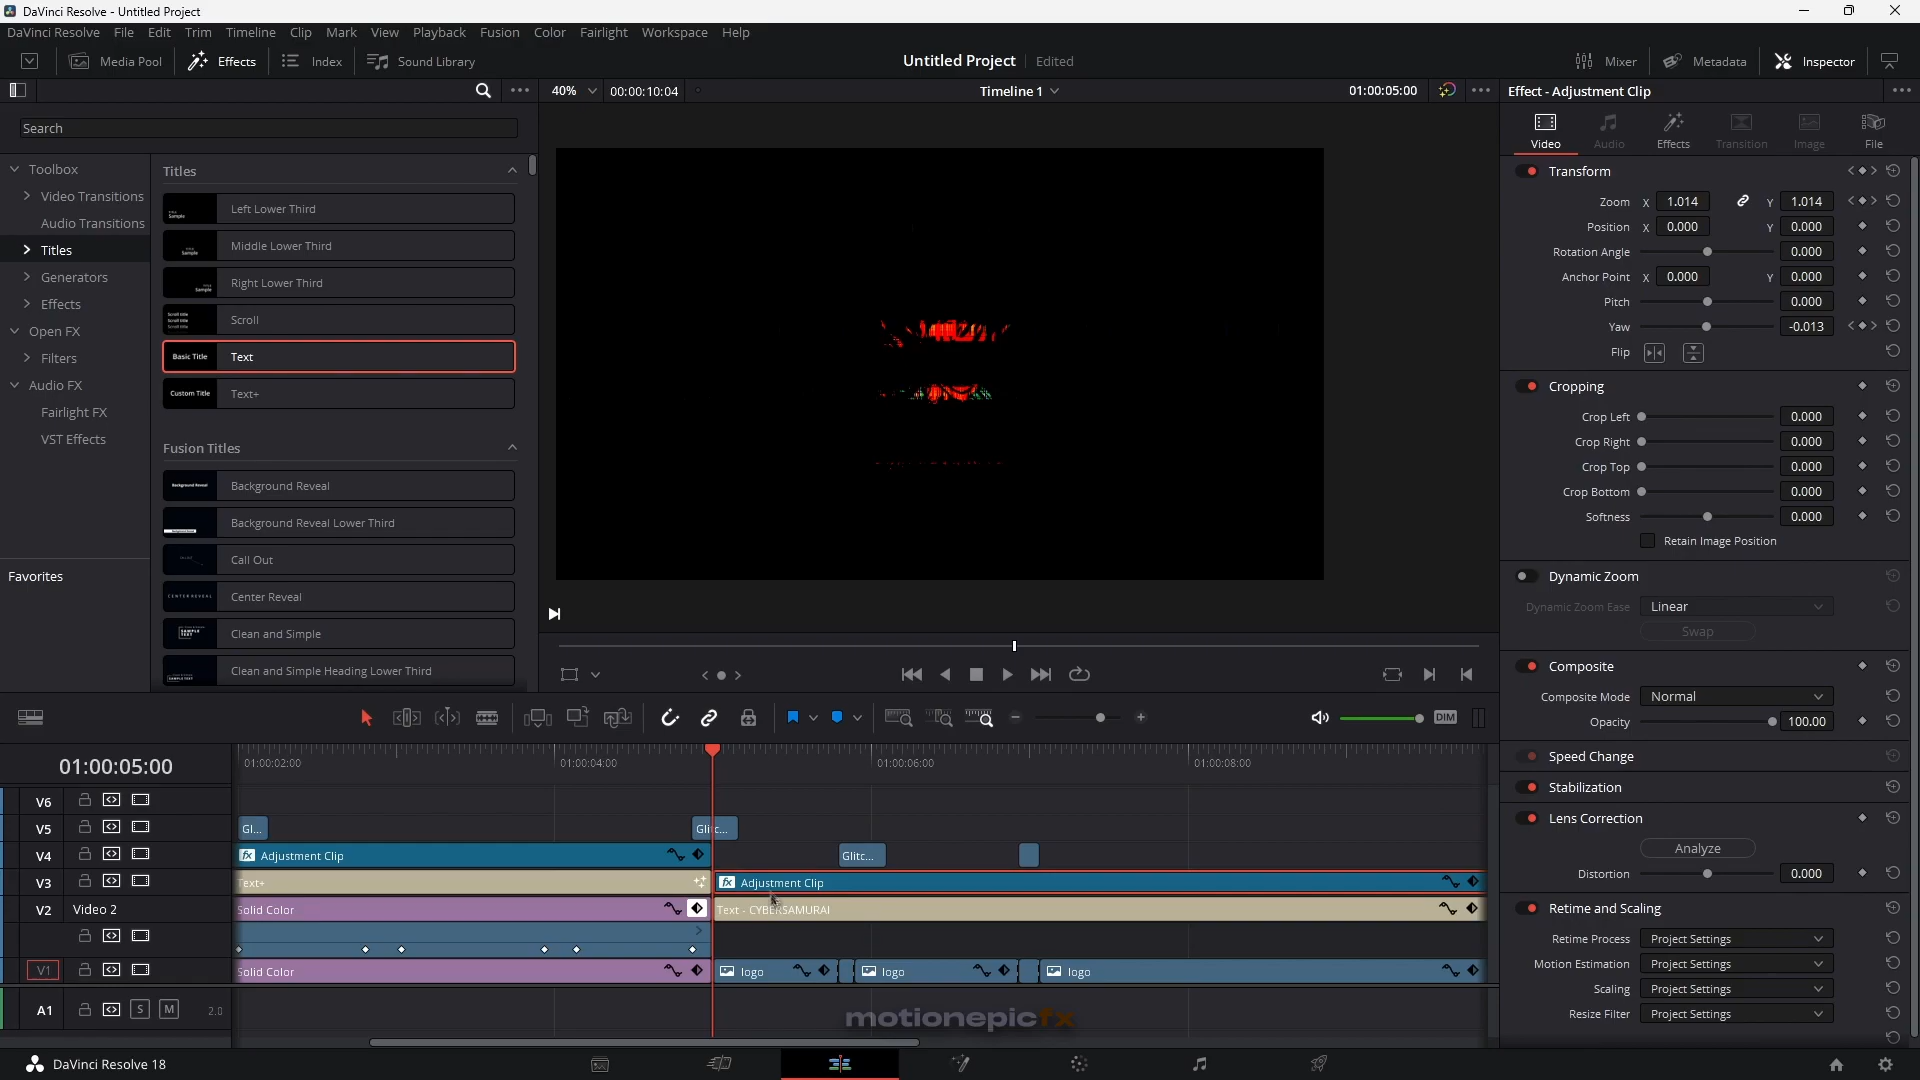 DaVinci Resolve - Untitled Project
DaVinci Resolve File Edit Trim Timeline Clip Mark View Playback Fusion Color Fairlight Workspace Help
Media Pool Effects Index Sound Library Untitled Project Edited Mixer Metadata Inspector
40% 00:00:10:04 Timeline 1 01:00:05:00 Effect - Adjustment Clip
Search
Video Audio Effects Transition Image File
Toolbox
Video Transitions
Audio Transitions
Titles
Generators
Effects
Open FX
Filters
Audio FX
Fairlight FX
VST Effects
Favorites
Titles
Left Lower Third
Middle Lower Third
Right Lower Third
Scroll
Basic Title Text
Custom Title Text+
Fusion Titles
Background Reveal Background Reveal
Background Reveal Lower Third
Call Out
CENTER REVEAL Center Reveal
SAMPLE TEXT Clean and Simple
Clean and Simple Heading Lower Third
Transform
Zoom X 1.014 Y 1.014
Position X 0.000 Y 0.000
Rotation Angle 0.000
Anchor Point X 0.000 Y 0.000
Pitch 0.000
Yaw -0.013
Flip
Cropping
Crop Left 0.000
Crop Right 0.000
Crop Top 0.000
Crop Bottom 0.000
Softness 0.000
Retain Image Position
Dynamic Zoom
Dynamic Zoom Ease Linear
Swap
Composite
Composite Mode Normal
Opacity 100.00
Speed Change
Stabilization
Lens Correction
Analyze
Distortion 0.000
Retime and Scaling
Retime Process Project Settings
Motion Estimation Project Settings
Scaling Project Settings
Resize Filter Project Settings
DIM
01:00:05:00 01:00:02:00 01:00:04:00 01:00:06:00 01:00:08:00
V6
V5 Gl... Glitc...
V4 fx Adjustment Clip Glitc...
V3 Text+ fx Adjustment Clip
V2 Video 2 Solid Color Text - CYBERSAMURAI
V1 Solid Color logo logo logo
A1 S M 2.0
motionepicfx
DaVinci Resolve 18